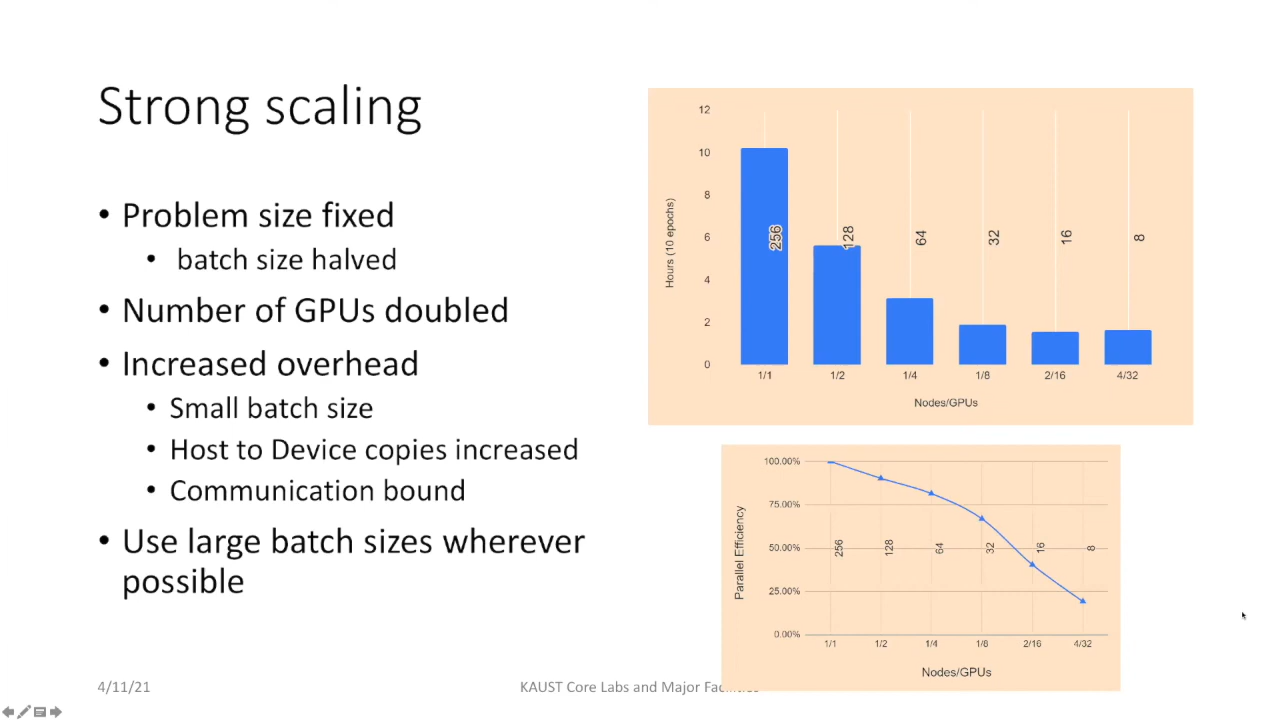 Strong scaling
• Problem size fixed
• batch size halved
• Number of GPUs doubled
• Increased overhead
• Small batch size
• Host to Device copies increased
• Communication bound
• Use large batch sizes wherever
possible
12
10
8
6
4
2
0
Hours (10 epochs)
256
128
64
32
16
8
1/1
1/2
1/4
1/8
2/16
4/32
Nodes/GPUs
100.00%
75.00%
50.00%
25.00%
0.00%
Parallel Efficiency
256
128
64
32
16
8
1/1
1/2
1/4
1/8
2/16
4/32
Nodes/GPUs
4/11/21
KAUST Core Labs and Major